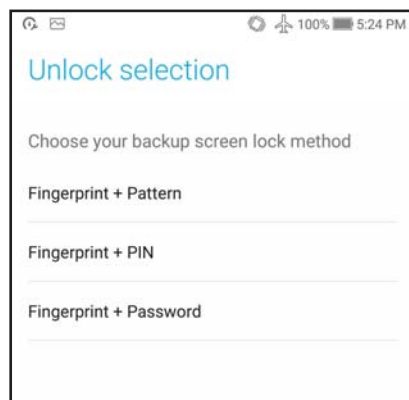 100% 5:24 PM
Unlock selection
Choose your backup screen lock method
Fingerprint + Pattern
Fingerprint + PIN
Fingerprint + Password